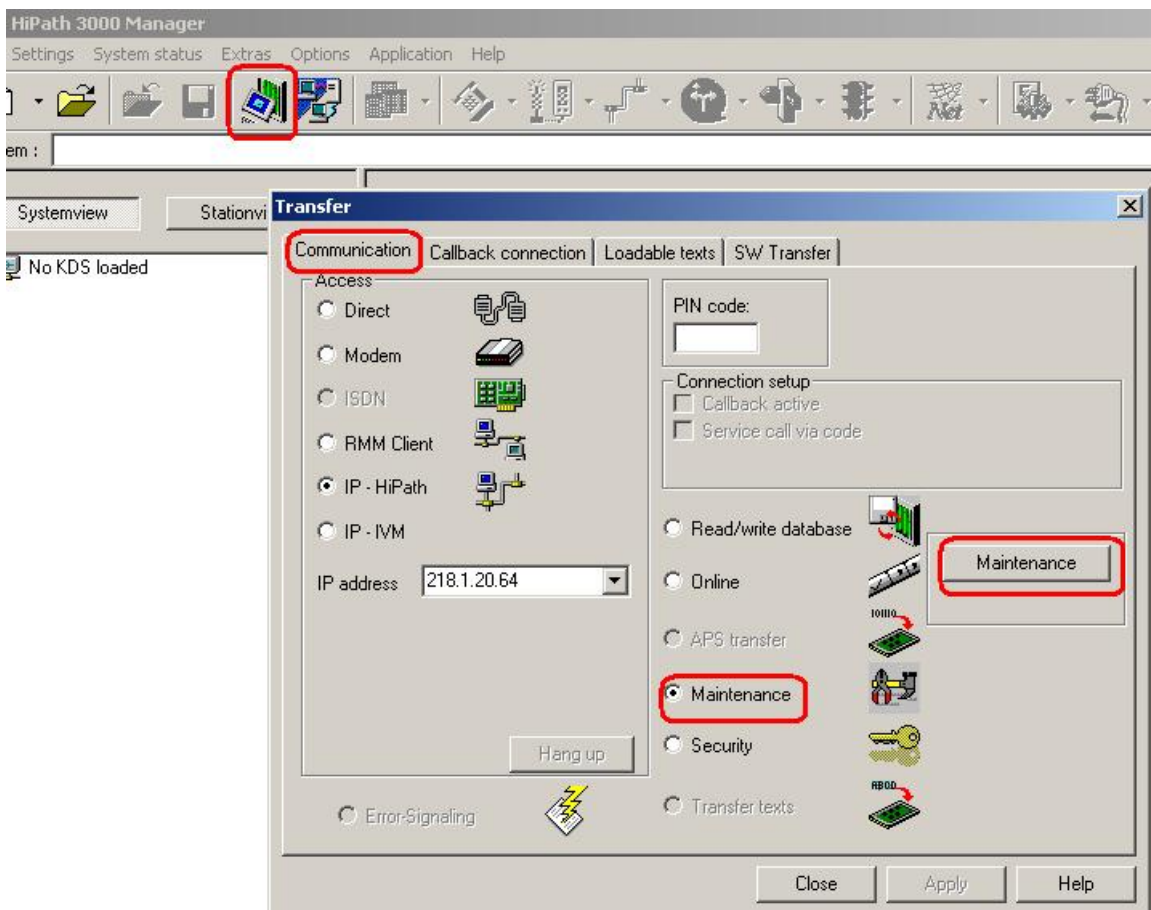 HiPath 3000 Manager
Settings System status Extras Options Application Help
Net
em :
Systemview Stationvi
No KDS loaded
Transfer
Communication Callback connection Loadable texts SW Transfer
Access
Direct
Modem
ISDN
RMM Client
IP - HiPath
IP - IVM
IP address 218.1.20.64
Hang up
Error-Signaling
PIN code:
Connection setup
Callback active
Service call via code
Read/write database
Online
APS transfer
Maintenance
Security
Transfer texts
Maintenance
Close Apply Help